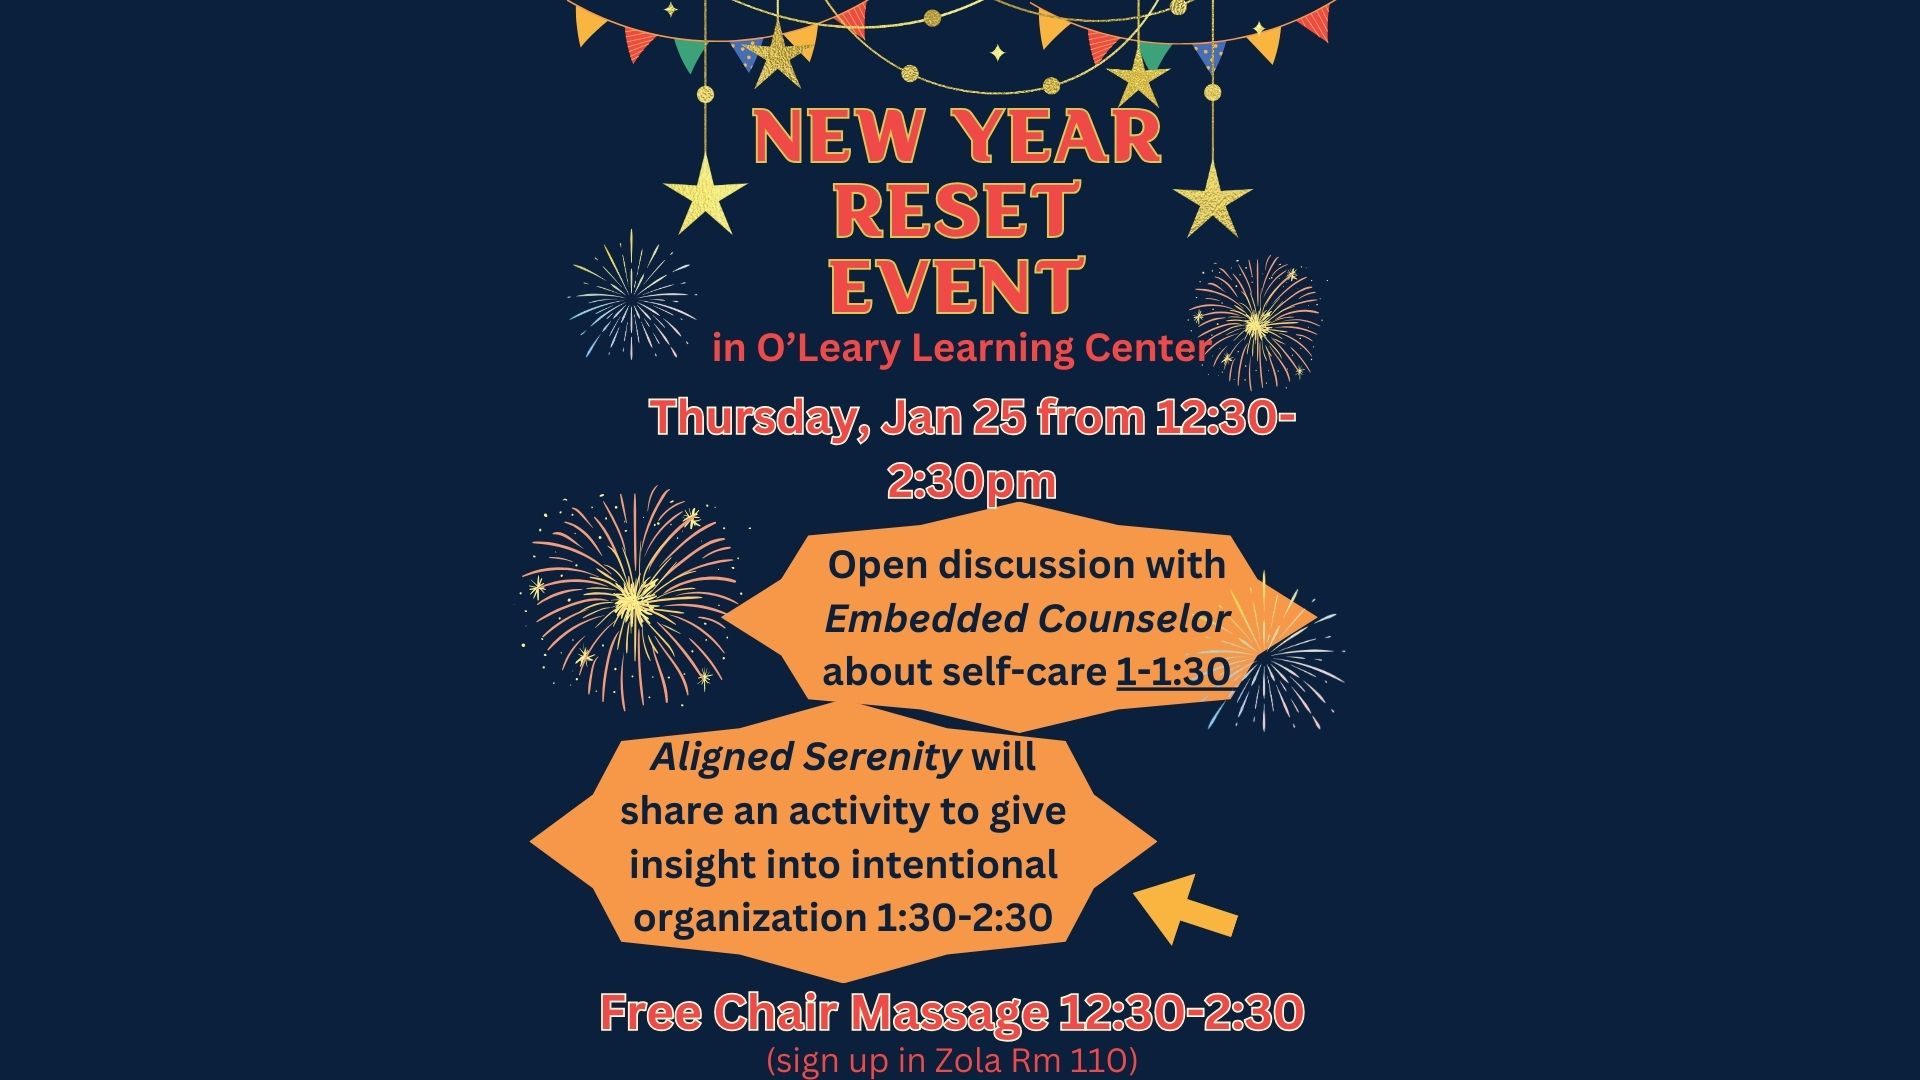 NEW YEAR
RESET
EVENT
in O’Leary Learning Center
Thursday, Jan 25 from 12:30-
2:30pm
Open discussion with
Embedded Counselor
about self-care 1-1:30
Aligned Serenity will
share an activity to give
insight into intentional
organization 1:30-2:30
Free Chair Massage 12:30-2:30
(sign up in Zola Rm 110)